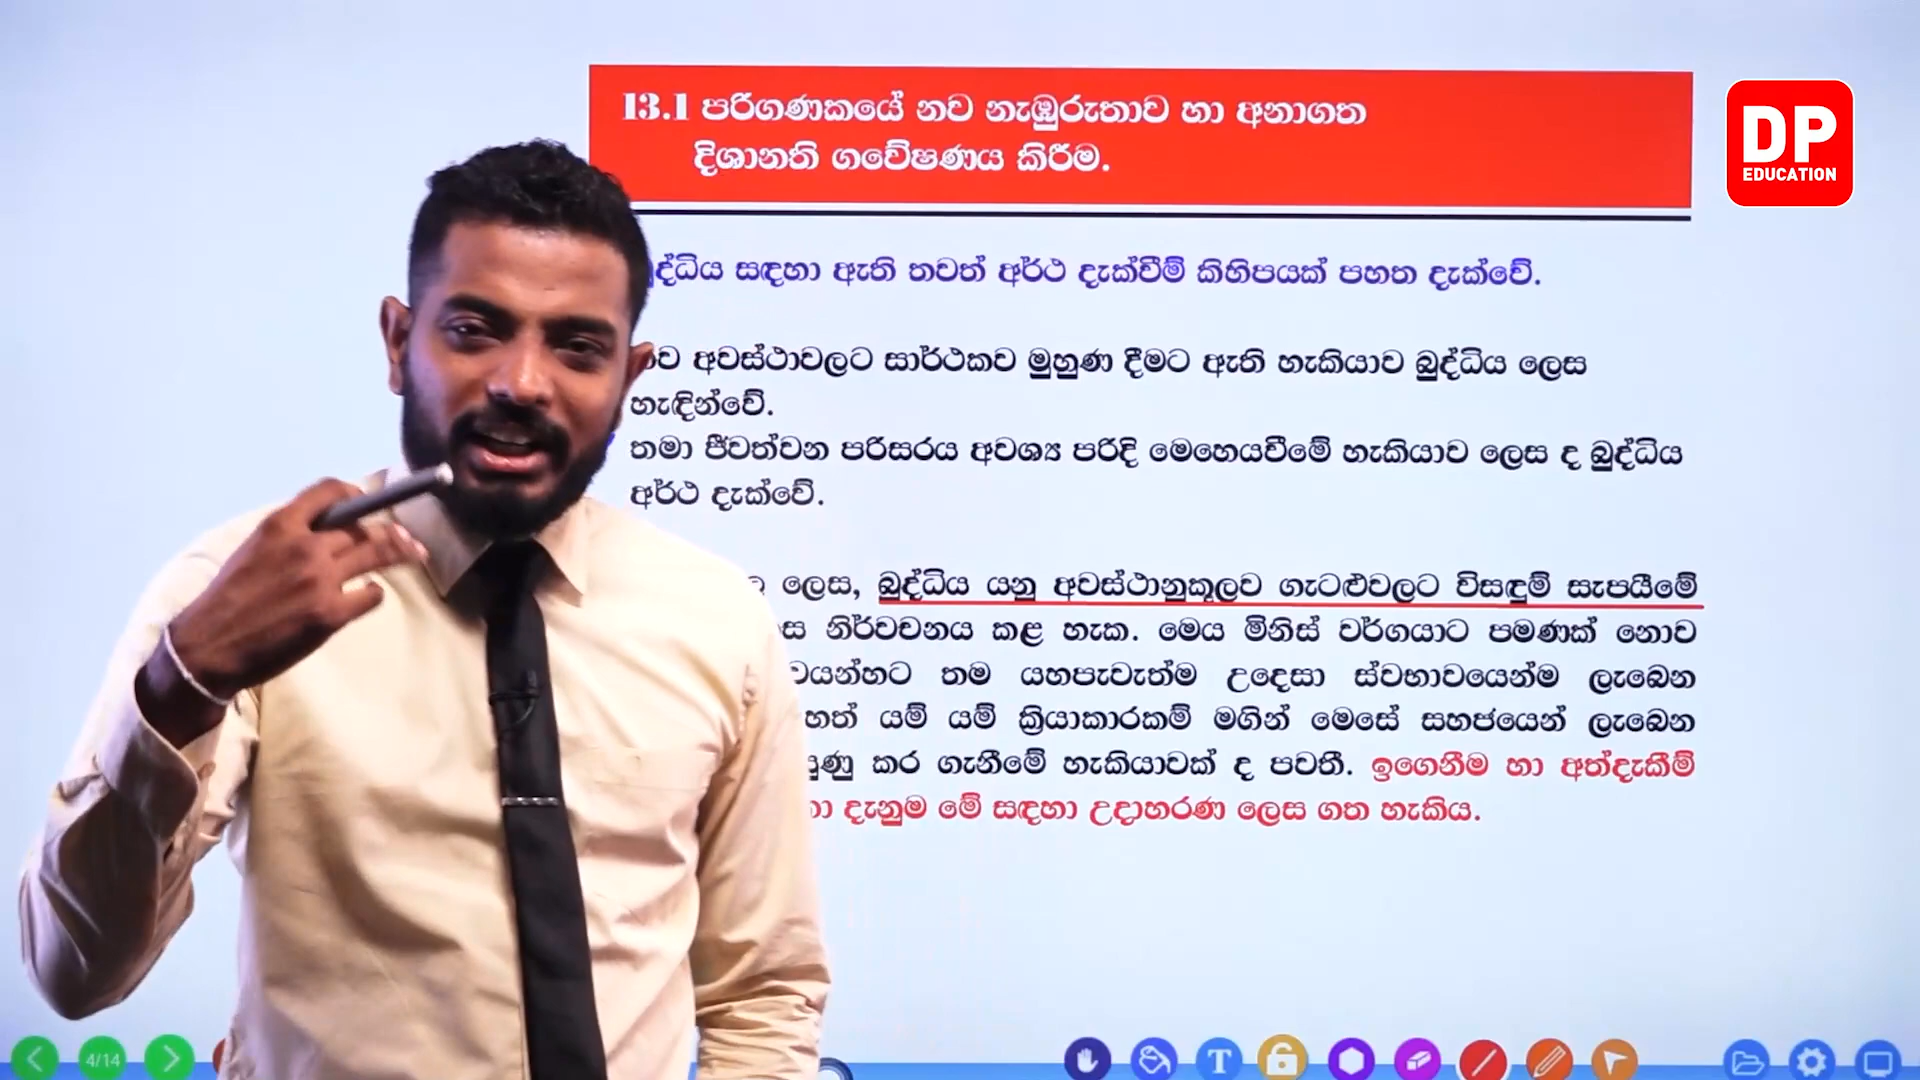 13.1 පරිගණකයේ නව නැඹුරුතාව හා අනාගත
දිශානති ගවේෂණය කිරීම.
DP
EDUCATION
සඳහා ඇති තවත් අර්ථ දැක්වීම් කිහිපයක් පහත දැක්වේ.
අවස්ථාවලට සාර්ථකව මුහුණ දීමට ඇති හැකියාව බුද්ධිය ලෙස
හැඳින්වේ.
තමා ජීවත්වන පරිසරය අවශ්‍ය පරිදි මෙහෙයවීමේ හැකියාව ලෙස ද බුද්ධිය
අර්ථ දැක්වේ.
ලෙස, බුද්ධිය යනු අවස්ථානුකූලව ගැටළුවලට විසඳුම් සැපයීමේ
නිර්වචනය කළ හැක. මෙය මිනිස් වර්ගයාට පමණක් නොව
තම යහපැවැත්ම උදෙසා ස්වභාවයෙන්ම ලැබෙන
යම් යම් ක්‍රියාකාරකම් මගින් මෙසේ සහජයෙන් ලැබෙන
කර ගැනීමේ හැකියාවක් ද පවතී. ඉගෙනීම හා අත්දැකීම්
දැනුම මේ සඳහා උදාහරණ ලෙස ගත හැකිය.
4/14
T